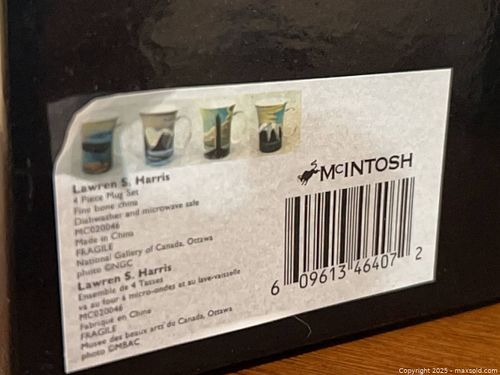 Lawren S. Harris
4 Piece Mug Set
Fine bone china
Dishwasher and microwave safe
MC020046
Made in China
FRAGILE
National Gallery of Canada, Ottawa
photo ©NGC
Lawren S. Harris
Ensemble de 4 Tasses
va au four à micro-ondes et au lave-vaisselle
MC020046
Fabriqué en Chine
FRAGILE
Musee des beaux arts du Canada, Ottawa
photo ©MBAC
McINTOSH
6 09613 46407 2
Copyright 2025 - maxsold.com